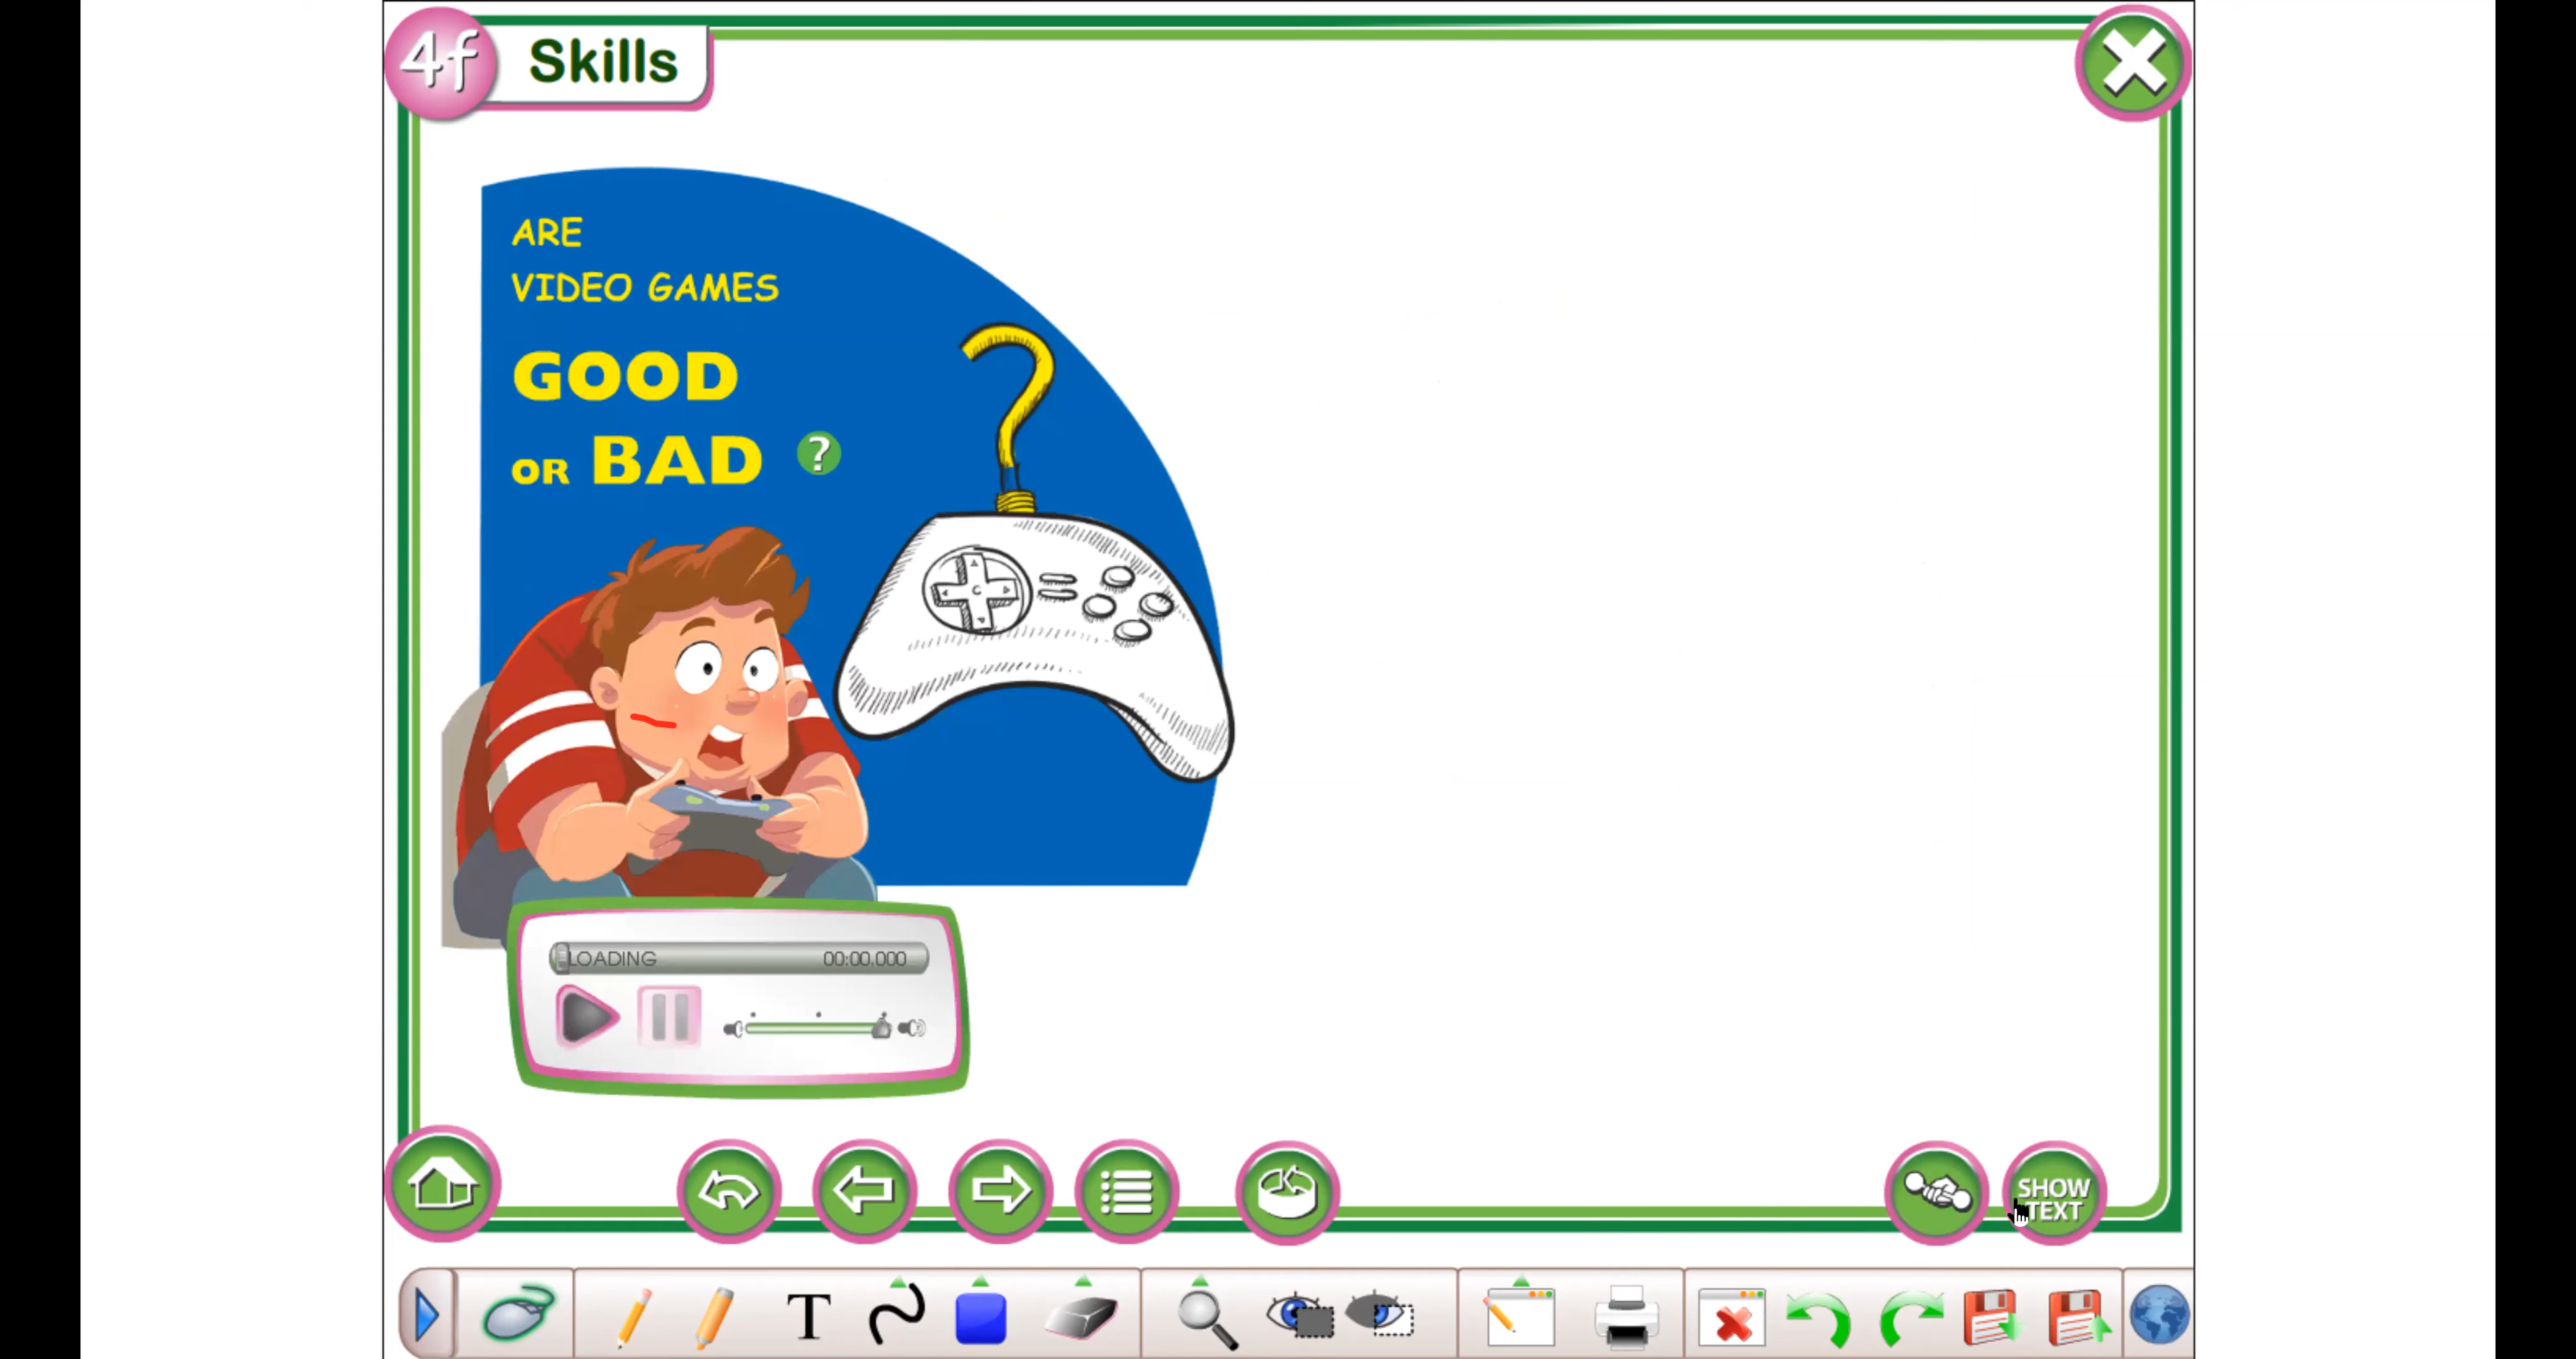 4f Skills
ARE
VIDEO GAMES
GOOD
OR BAD ?
LOADING 00:00.000
SHOW
TEXT
T